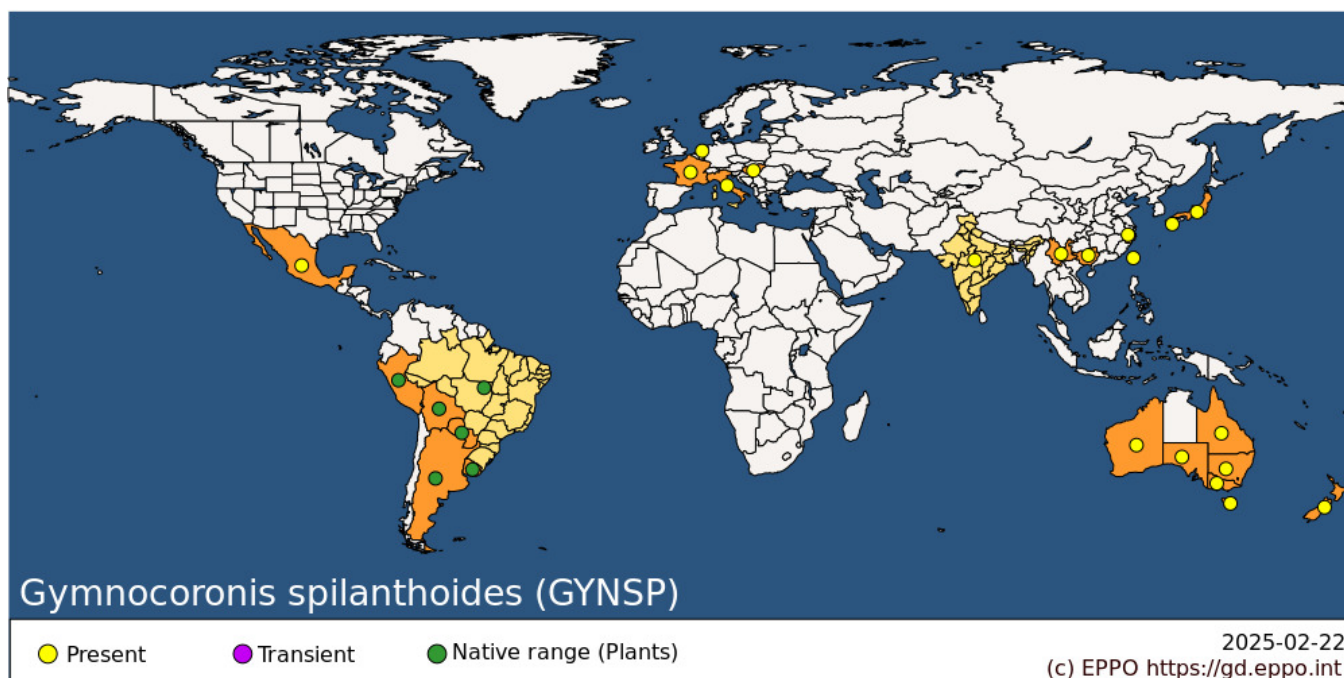 Gymnocoronis spilanthoides (GYNSP)
Present
Transient
Native range (Plants)
2025-02-22
(c) EPPO https://gd.eppo.int